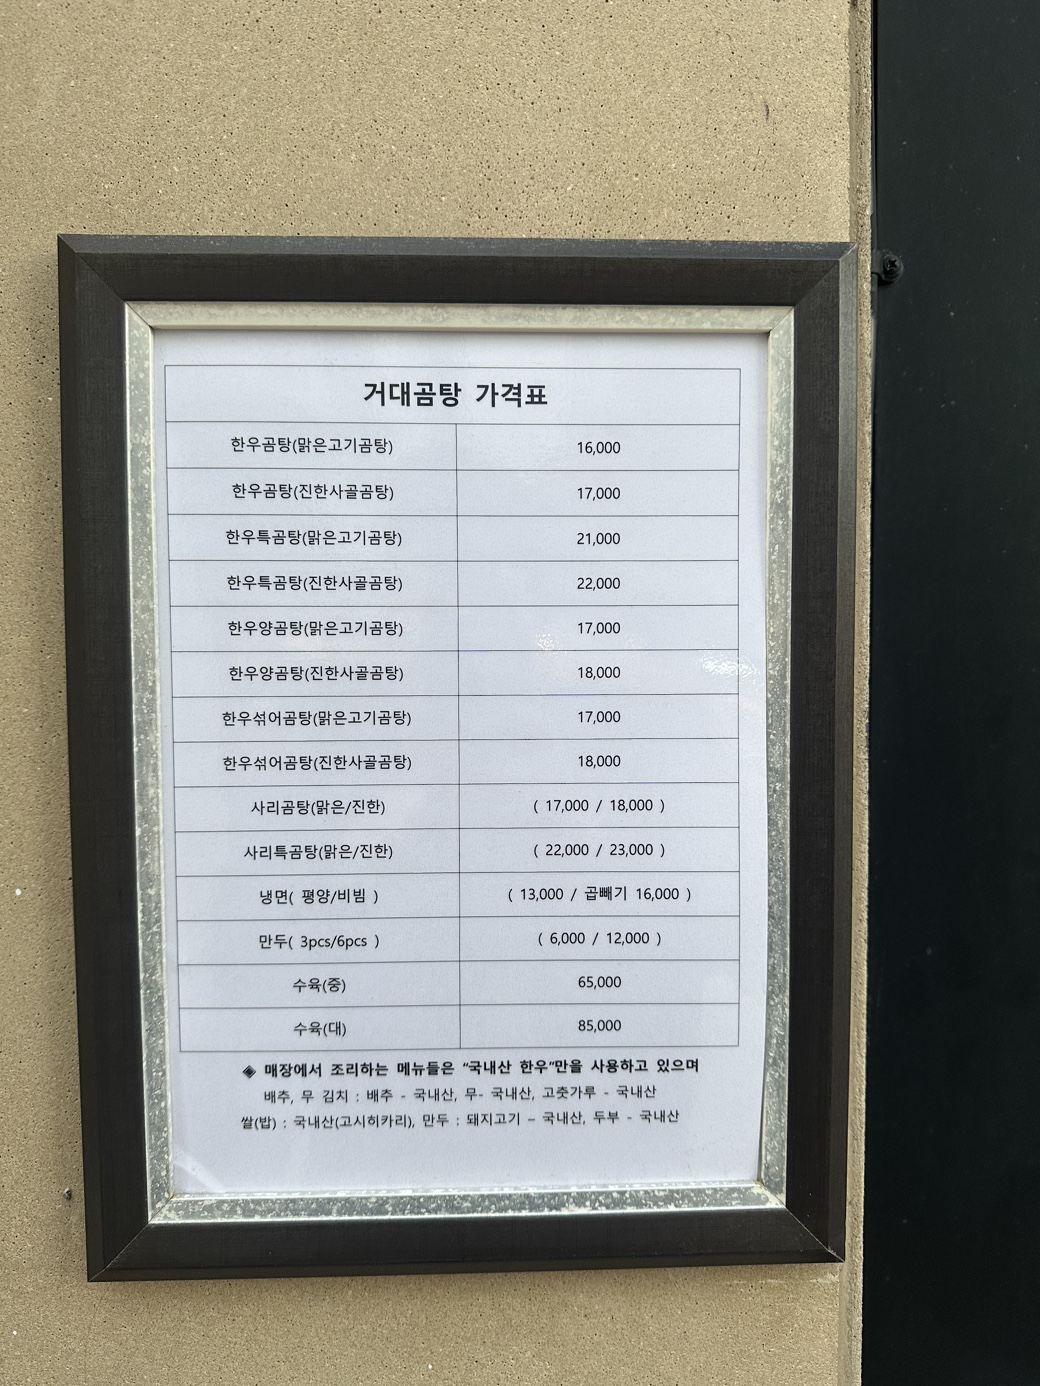 거대곰탕 가격표
한우곰탕(맑은고기곰탕) 16,000
한우곰탕(진한사골곰탕) 17,000
한우특곰탕(맑은고기곰탕) 21,000
한우특곰탕(진한사골곰탕) 22,000
한우양곰탕(맑은고기곰탕) 17,000
한우양곰탕(진한사골곰탕) 18,000
한우섞어곰탕(맑은고기곰탕) 17,000
한우섞어곰탕(진한사골곰탕) 18,000
사리곰탕(맑은/진한) ( 17,000 / 18,000 )
사리특곰탕(맑은/진한) ( 22,000 / 23,000 )
냉면( 평양/비빔 ) ( 13,000 / 곱빼기 16,000 )
만두( 3pcs/6pcs ) ( 6,000 / 12,000 )
수육(중) 65,000
수육(대) 85,000
◈ 매장에서 조리하는 메뉴들은 “국내산 한우”만을 사용하고 있으며
배추, 무 김치 : 배추 - 국내산, 무- 국내산, 고춧가루 - 국내산
쌀(밥) : 국내산(고시히카리), 만두 : 돼지고기 – 국내산, 두부 - 국내산